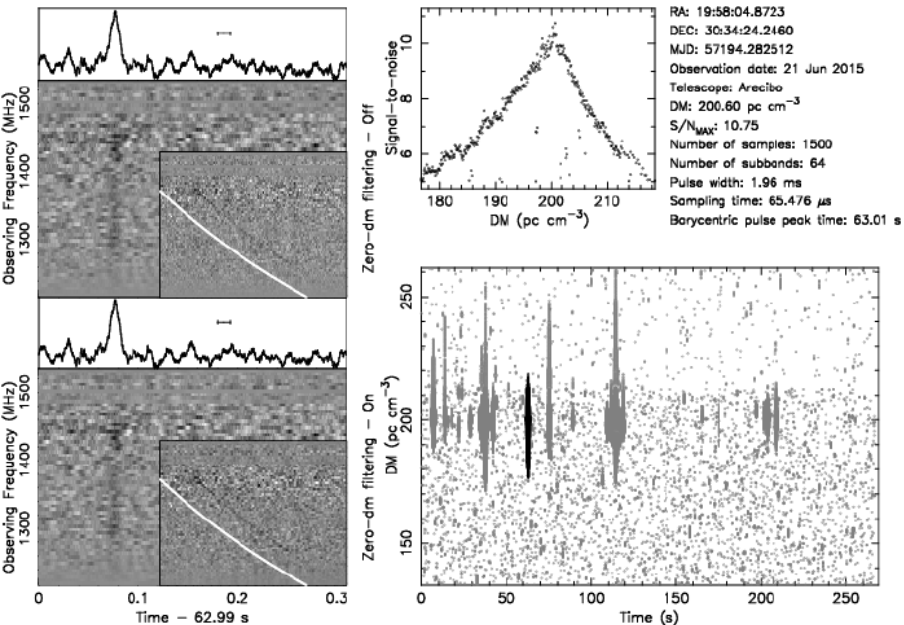 Observing Frequency (MHz)
1500
1400
1300
Zero-dm filtering - Off
Observing Frequency (MHz)
1500
1400
1300
Zero-dm filtering - On
0
0.1
0.2
0.3
Time - 62.99 s
Signal-to-noise
10
8
6
180
190
200
210
DM (pc cm⁻³)
RA: 19:58:04.8723
DEC: 30:34:24.2460
MJD: 57194.282512
Observation date: 21 Jun 2015
Telescope: Arecibo
DM: 200.60 pc cm⁻³
S/N_MAX: 10.75
Number of samples: 1500
Number of subbands: 64
Pulse width: 1.96 ms
Sampling time: 65.476 μs
Barycentric pulse peak time: 63.01 s
DM (pc cm⁻³)
250
200
150
0
50
100
150
200
250
Time (s)